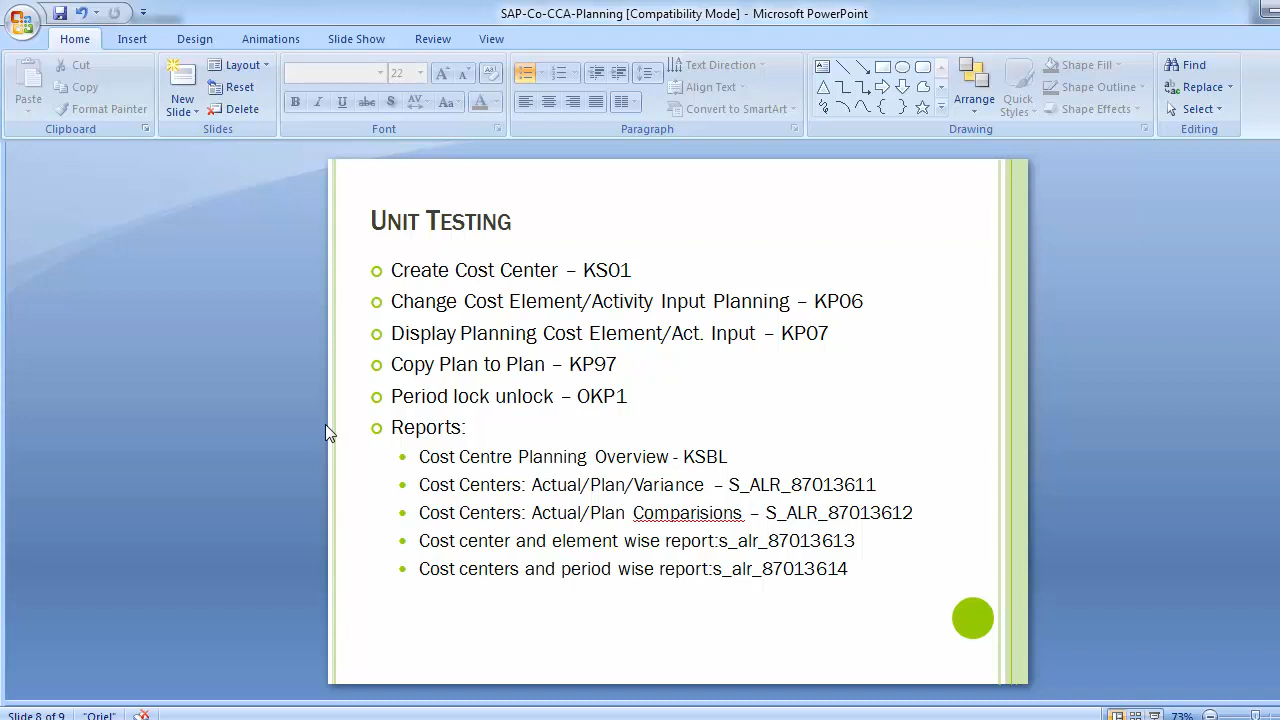 SAP-Co-CCA-Planning [Compatibility Mode] - Microsoft PowerPoint
Home Insert Design Animations Slide Show Review View
Paste
Cut
Copy
Format Painter
Clipboard
New Slide
Layout
Reset
Delete
Slides
22
Font
Text Direction
Align Text
Convert to SmartArt
Paragraph
Arrange
Quick Styles
Shape Fill
Shape Outline
Shape Effects
Drawing
Find
Replace
Select
Editing
UNIT TESTING
Create Cost Center – KS01
Change Cost Element/Activity Input Planning – KP06
Display Planning Cost Element/Act. Input – KP07
Copy Plan to Plan – KP97
Period lock unlock – OKP1
Reports:
Cost Centre Planning Overview - KSBL
Cost Centers: Actual/Plan/Variance – S_ALR_87013611
Cost Centers: Actual/Plan Comparisions – S_ALR_87013612
Cost center and element wise report:s_alr_87013613
Cost centers and period wise report:s_alr_87013614
Slide 8 of 9 "Oriel" 73%